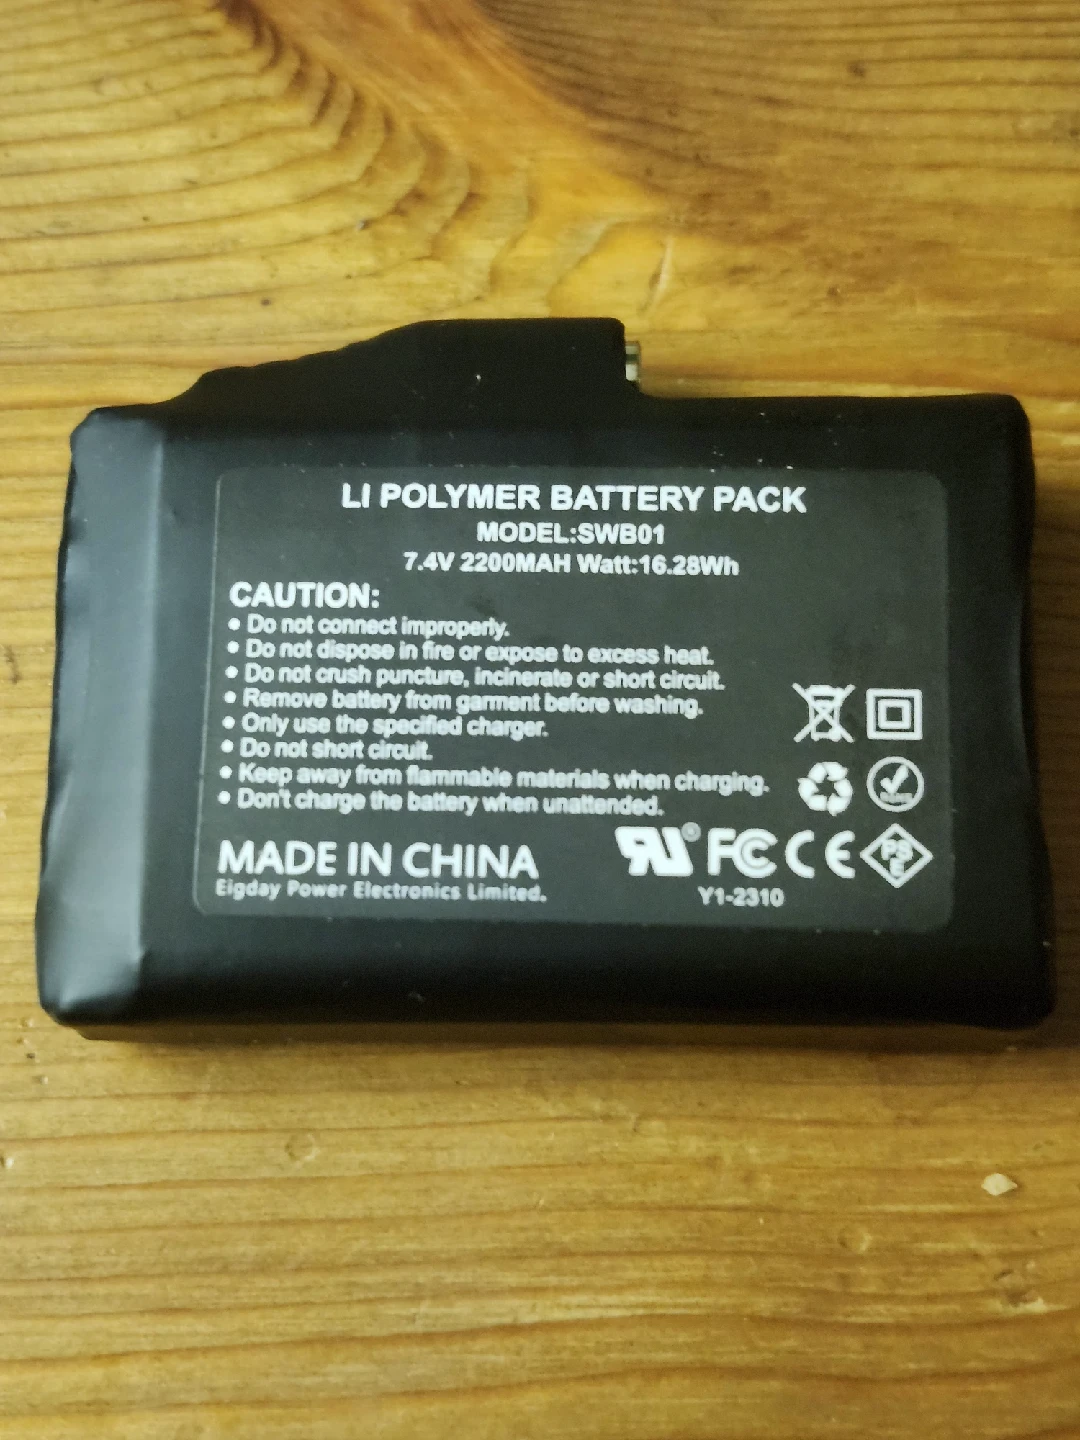 LI POLYMER BATTERY PACK
MODEL:SWB01
7.4V 2200MAH Watt:16.28Wh
CAUTION:
• Do not connect improperly.
• Do not dispose in fire or expose to excess heat.
• Do not crush puncture, incinerate or short circuit.
• Remove battery from garment before washing.
• Only use the specified charger.
• Do not short circuit.
• Keep away from flammable materials when charging.
• Don't charge the battery when unattended.
MADE IN CHINA
Eigday Power Electronics Limited.
RU® FC CE PSE
Y1-2310